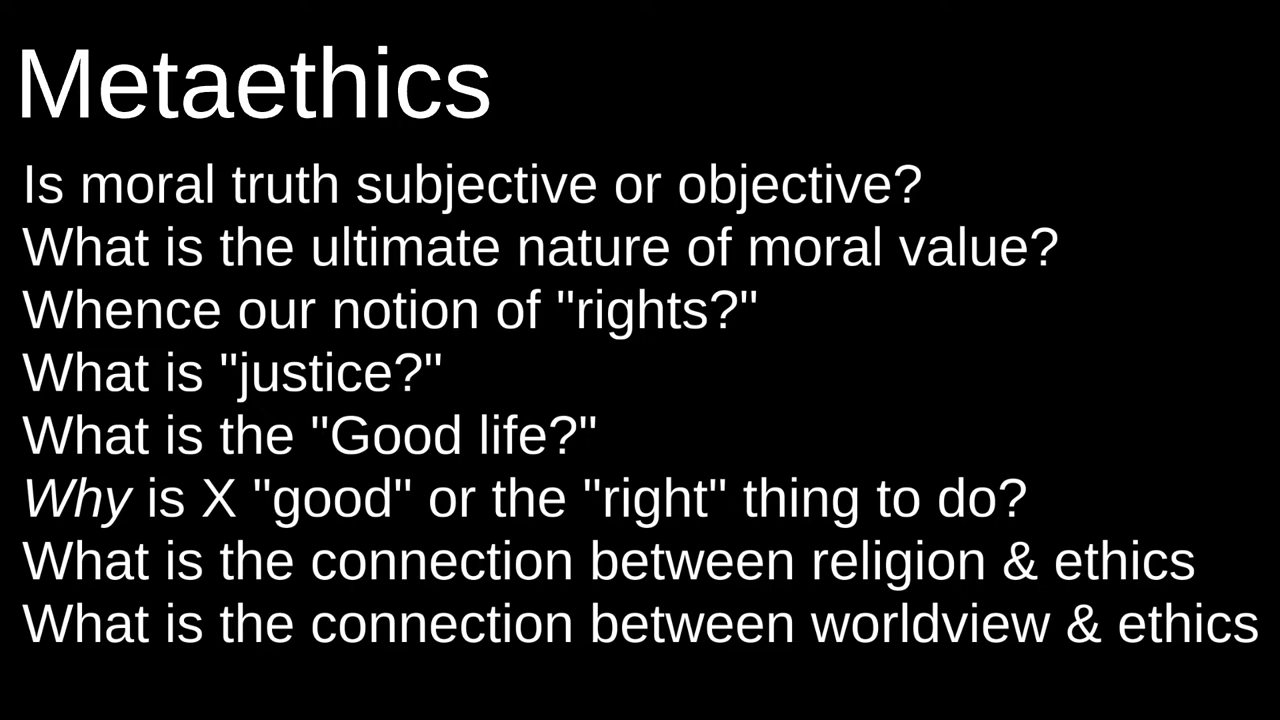 Metaethics
Is moral truth subjective or objective?
What is the ultimate nature of moral value?
Whence our notion of "rights?"
What is "justice?"
What is the "Good life?"
Why is X "good" or the "right" thing to do?
What is the connection between religion & ethics
What is the connection between worldview & ethics